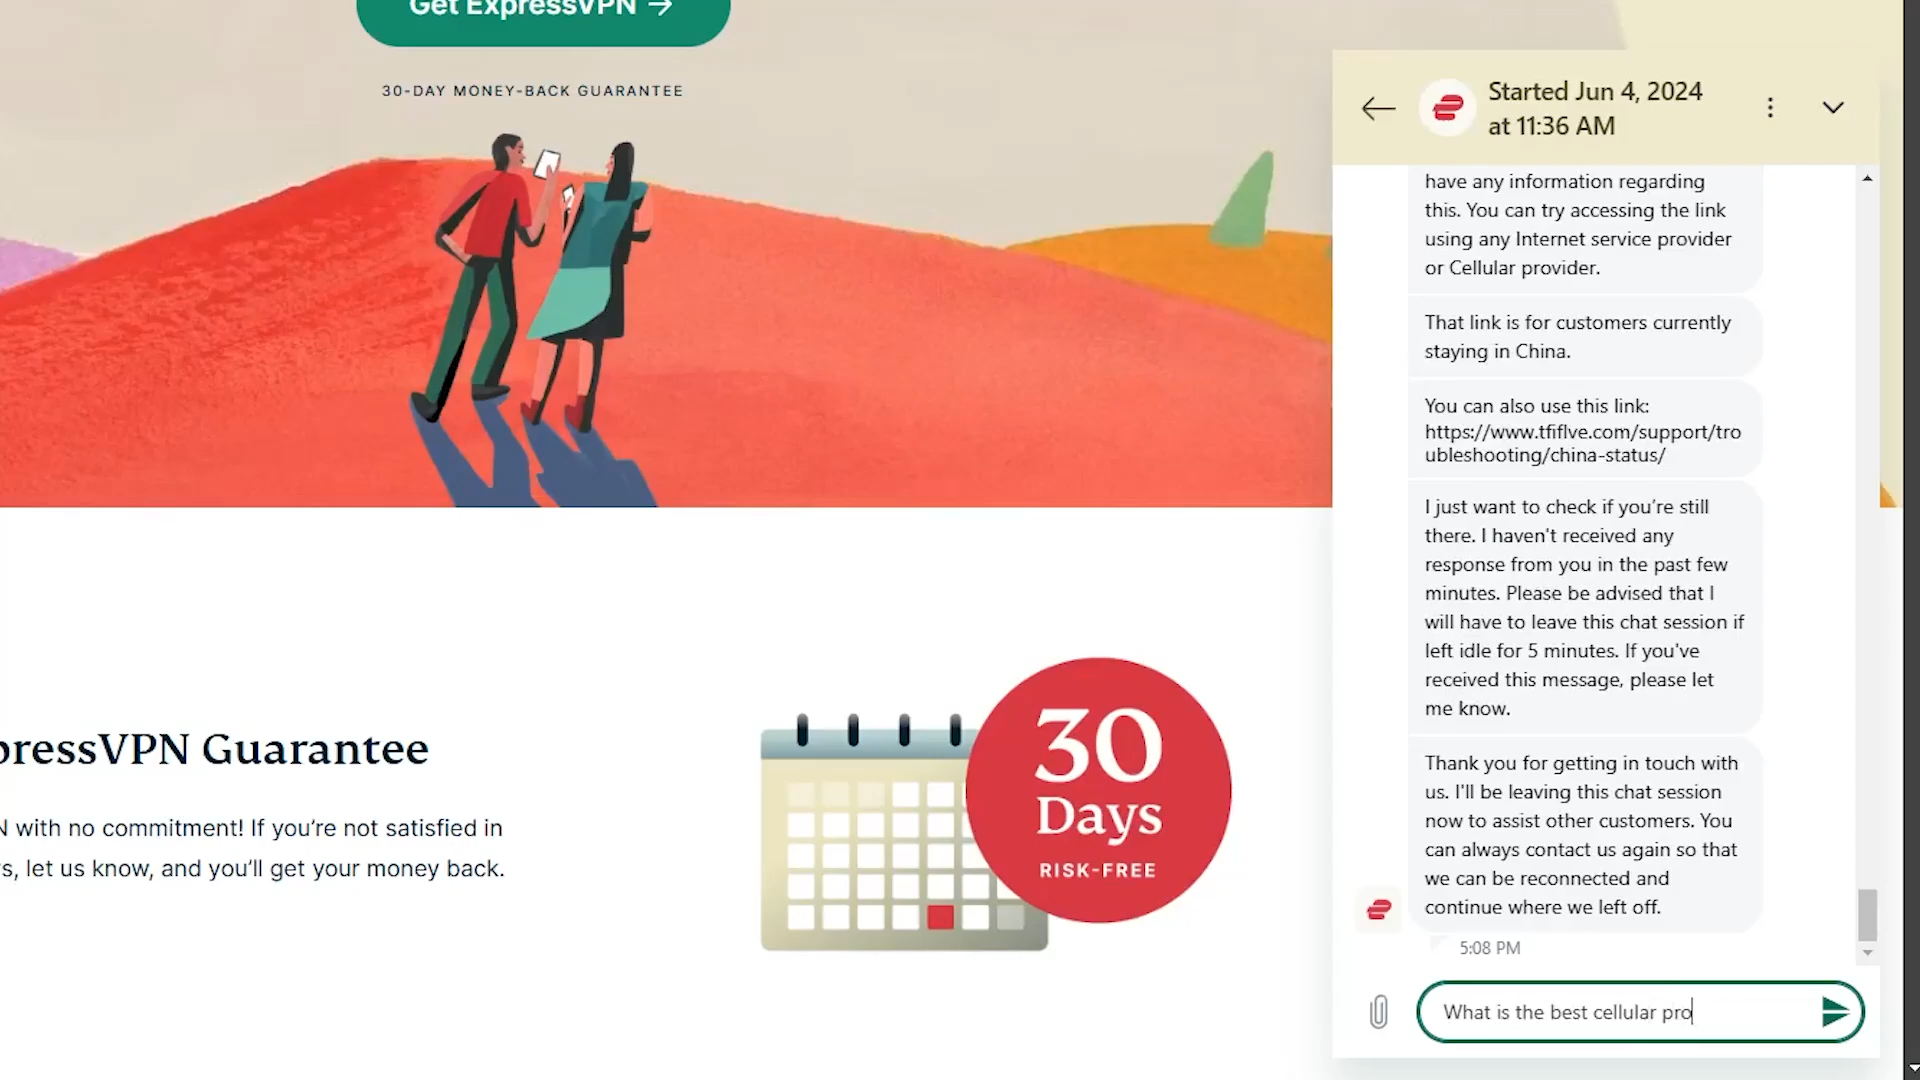 Get ExpressVPN →
30-DAY MONEY-BACK GUARANTEE
pressVPN Guarantee
N with no commitment! If you’re not satisfied in
s, let us know, and you’ll get your money back.
30
Days
RISK-FREE
Started Jun 4, 2024
at 11:36 AM
have any information regarding
this. You can try accessing the link
using any Internet service provider
or Cellular provider.
That link is for customers currently
staying in China.
You can also use this link:
https://www.tfiflve.com/support/tro
ubleshooting/china-status/
I just want to check if you’re still
there. I haven't received any
response from you in the past few
minutes. Please be advised that I
will have to leave this chat session if
left idle for 5 minutes. If you've
received this message, please let
me know.
Thank you for getting in touch with
us. I'll be leaving this chat session
now to assist other customers. You
can always contact us again so that
we can be reconnected and
continue where we left off.
5:08 PM
What is the best cellular pro